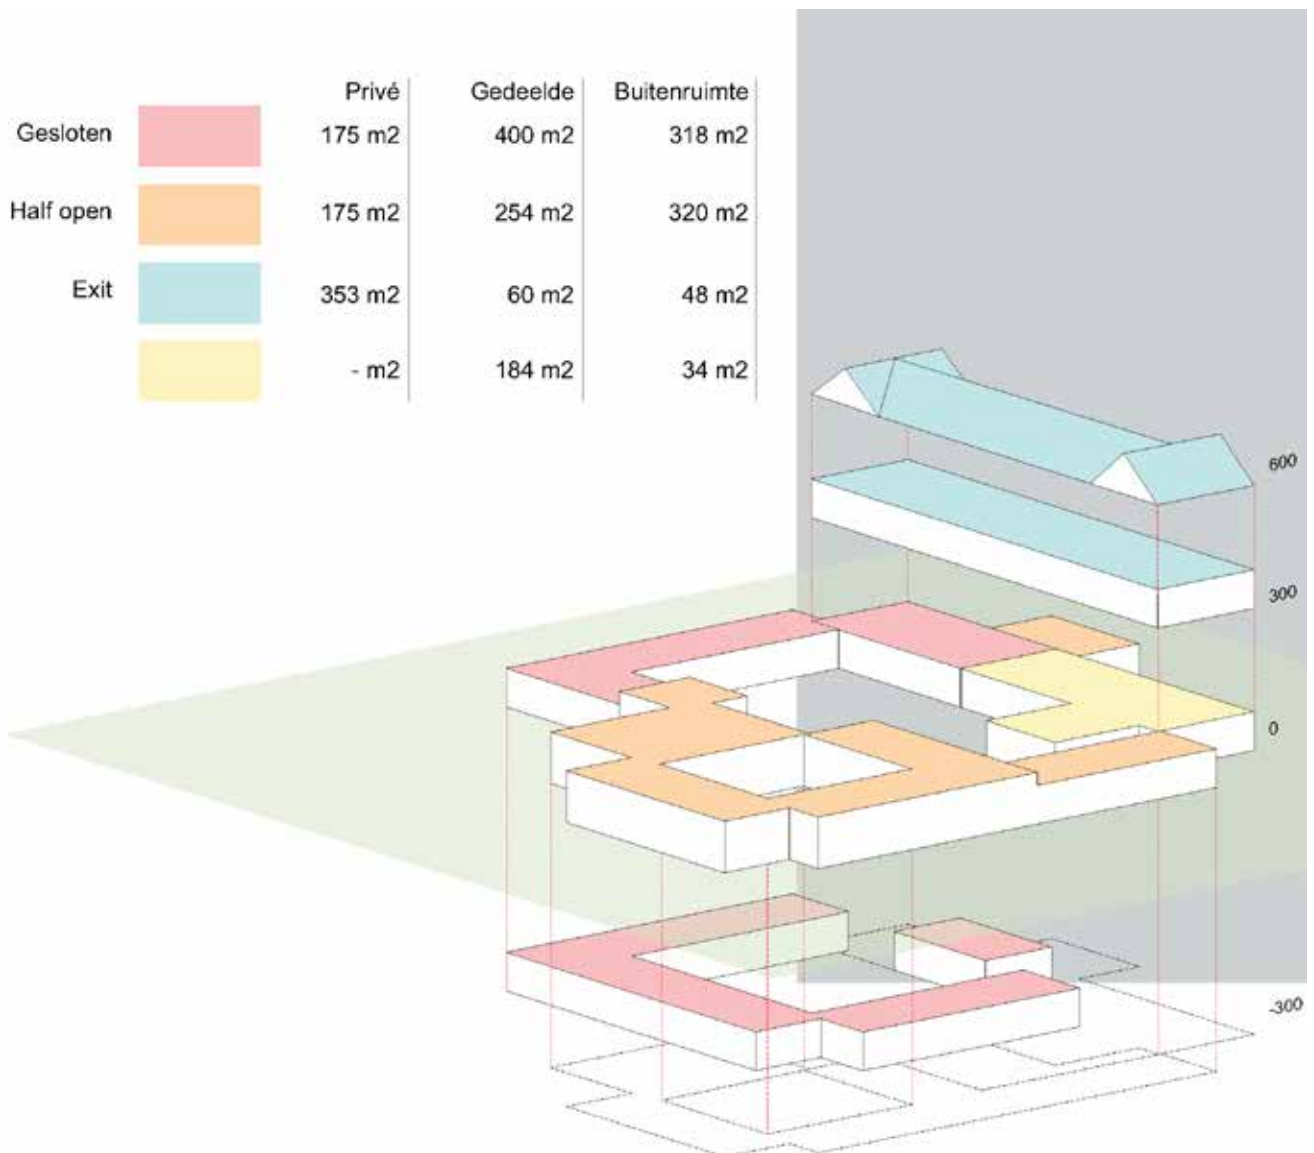 Privé Gedeelde Buitenruimte
Gesloten 175 m2 400 m2 318 m2
Half open 175 m2 254 m2 320 m2
Exit 353 m2 60 m2 48 m2
- m2 184 m2 34 m2
600
300
0
-300